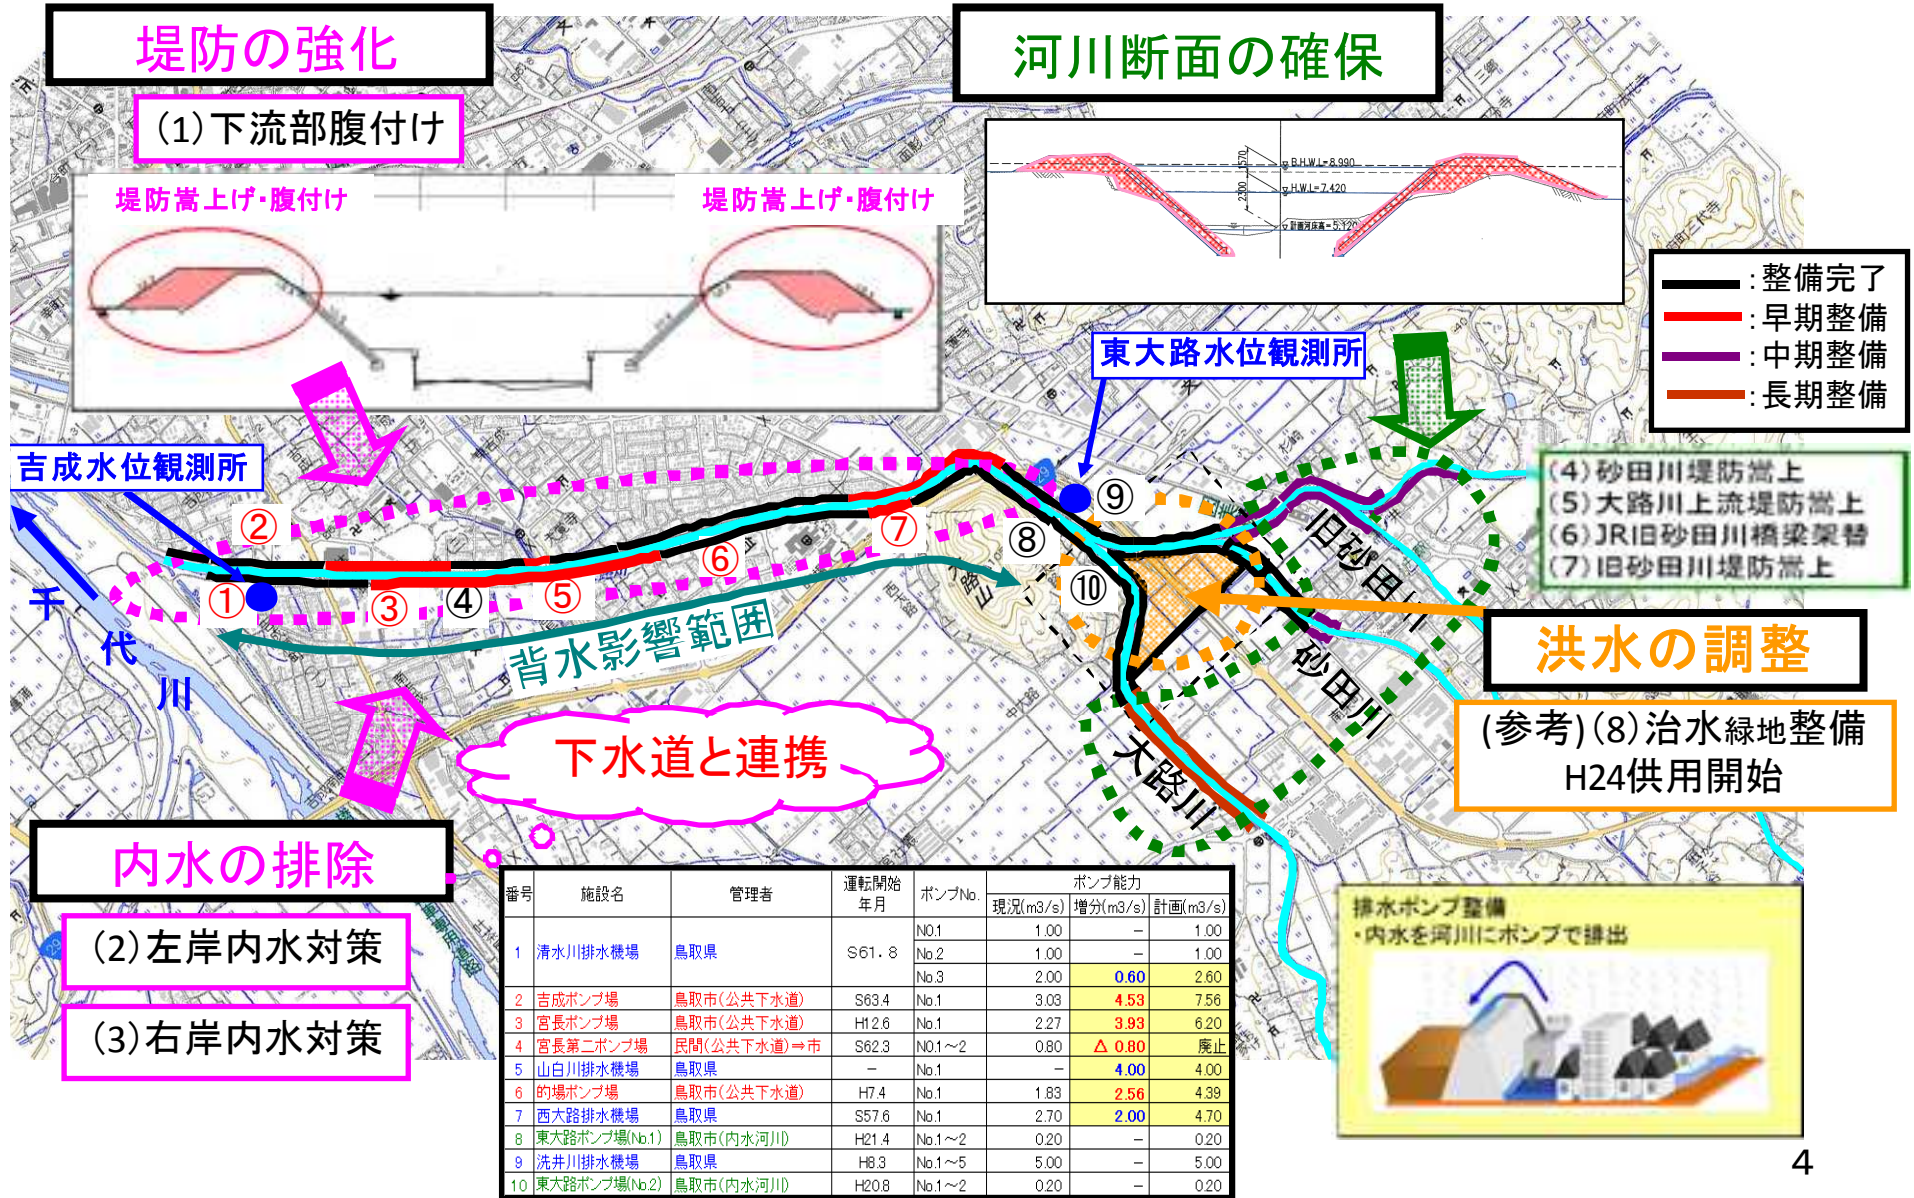 堤防の強化
(1)下流部腹付け
堤防嵩上げ・腹付け
堤防嵩上げ・腹付け
河川断面の確保
B.H.W.L=8.990
H.W.L=7.420
計画河床高=5.120
1570
2300
:整備完了
:早期整備
:中期整備
:長期整備
東大路水位観測所
吉成水位観測所
(4)砂田川堤防嵩上
(5)大路川上流堤防嵩上
(6)JR旧砂田川橋梁架替
(7)旧砂田川堤防嵩上
29
①
②
③
④
⑤
⑥
⑦
⑧
⑨
⑩
千代川
背水影響範囲
旧砂田川
砂田川
大路川
洪水の調整
(参考)(8)治水緑地整備
H24供用開始
下水道と連携
内水の排除
(2)左岸内水対策
(3)右岸内水対策
29
番号 施設名 管理者 運転開始年月 ポンプNo. ポンプ能力
現況(m3/s) 増分(m3/s) 計画(m3/s)
1 清水川排水機場 鳥取県 S61.8 NO.1 1.00 − 1.00
No.2 1.00 − 1.00
No.3 2.00 0.60 2.60
2 吉成ポンプ場 鳥取市(公共下水道) S63.4 No.1 3.03 4.53 7.56
3 宮長ポンプ場 鳥取市(公共下水道) H12.6 No.1 2.27 3.93 6.20
4 宮長第二ポンプ場 民間(公共下水道)⇒市 S62.3 NO.1～2 0.80 △ 0.80 廃止
5 山白川排水機場 鳥取県 − No.1 − 4.00 4.00
6 的場ポンプ場 鳥取市(公共下水道) H7.4 No.1 1.83 2.56 4.39
7 西大路排水機場 鳥取県 S57.6 No.1 2.70 2.00 4.70
8 東大路ポンプ場(No.1) 鳥取市(内水河川) H21.4 No.1～2 0.20 − 0.20
9 洗井川排水機場 鳥取県 H8.3 No.1～5 5.00 − 5.00
10 東大路ポンプ場(No.2) 鳥取市(内水河川) H20.8 No.1～2 0.20 − 0.20
排水ポンプ整備
・内水を河川にポンプで排出
4